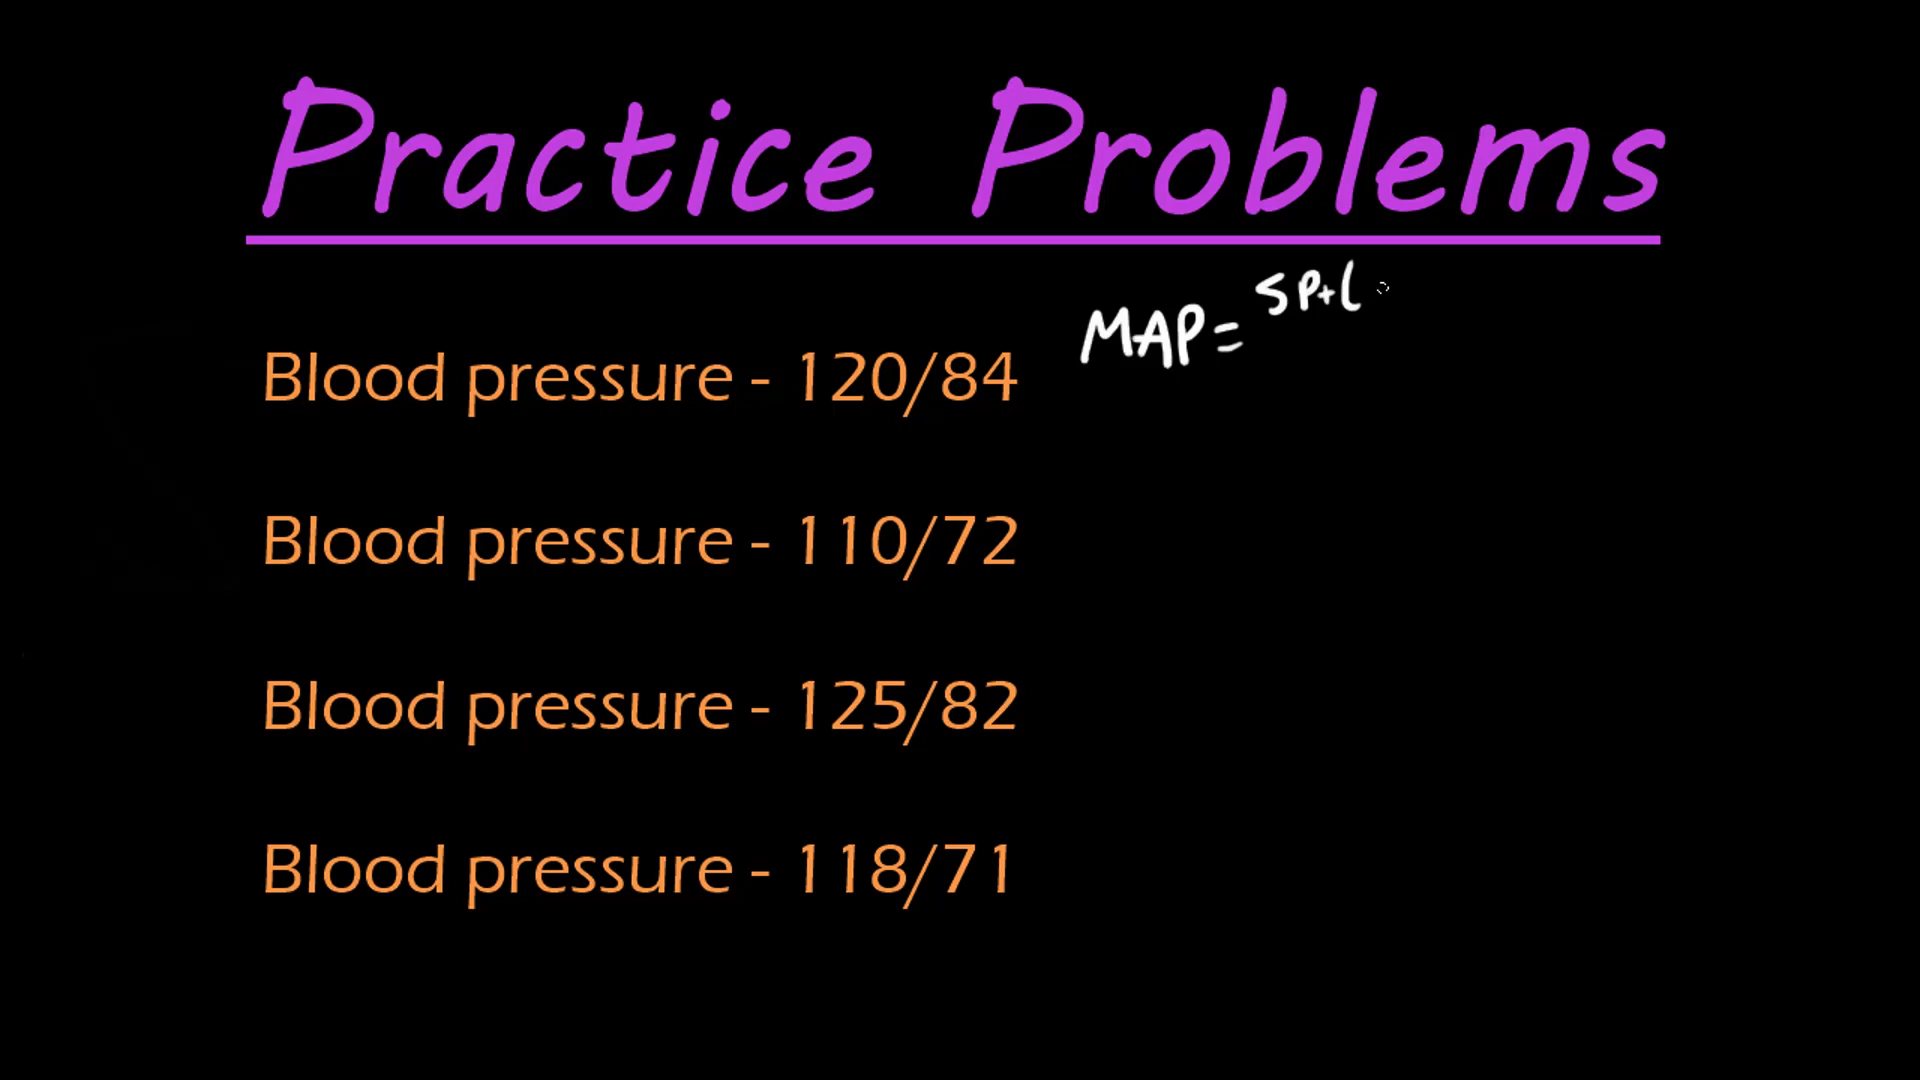 Practice Problems
MAP = SP+(
Blood pressure - 120/84
Blood pressure - 110/72
Blood pressure - 125/82
Blood pressure - 118/71